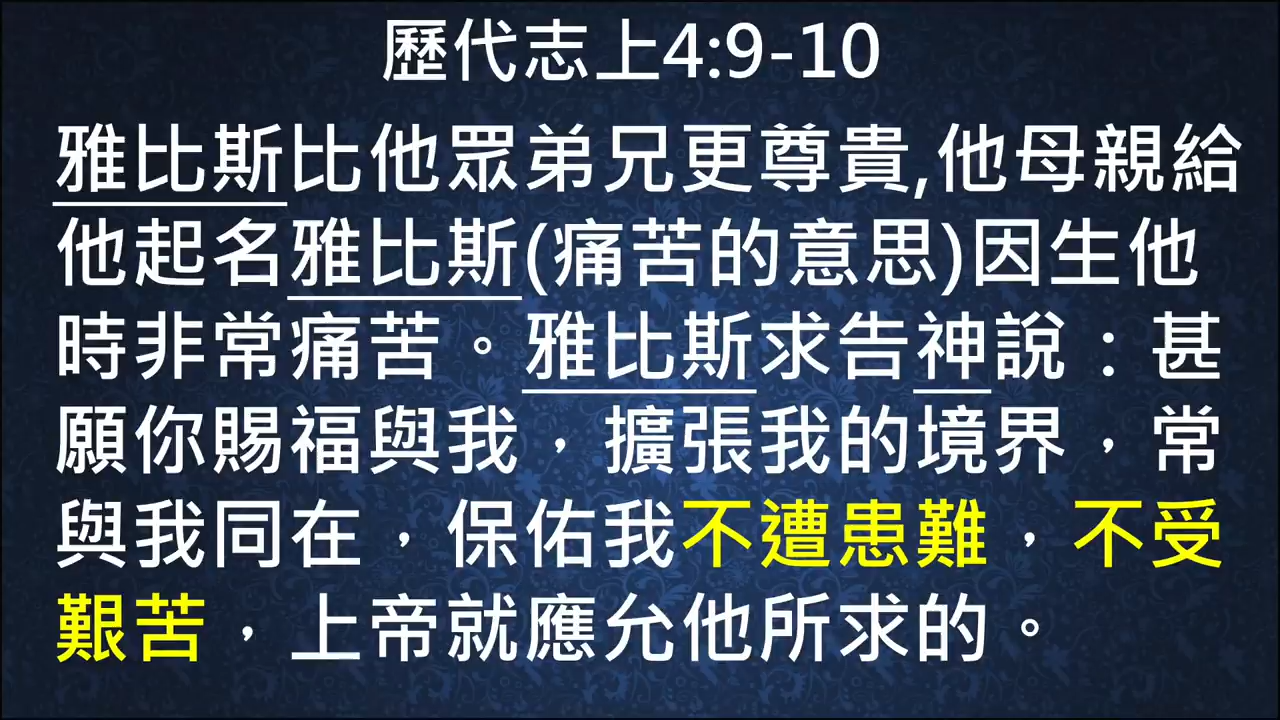 歷代志上4:9-10
雅比斯比他眾弟兄更尊貴,他母親給
他起名雅比斯(痛苦的意思)因生他
時非常痛苦。雅比斯求告神說：甚
願你賜福與我，擴張我的境界，常
與我同在，保佑我不遭患難，不受
艱苦，上帝就應允他所求的。